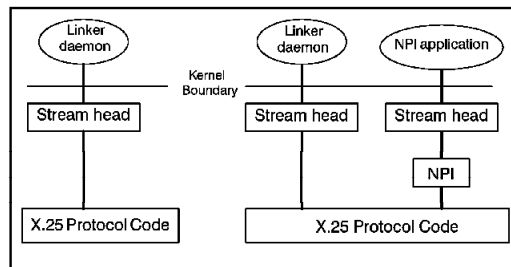 Linker
daemon
Linker
daemon
NPI application
Kernel
Boundary
Stream head
Stream head
Stream head
NPI
X.25 Protocol Code
X.25 Protocol Code